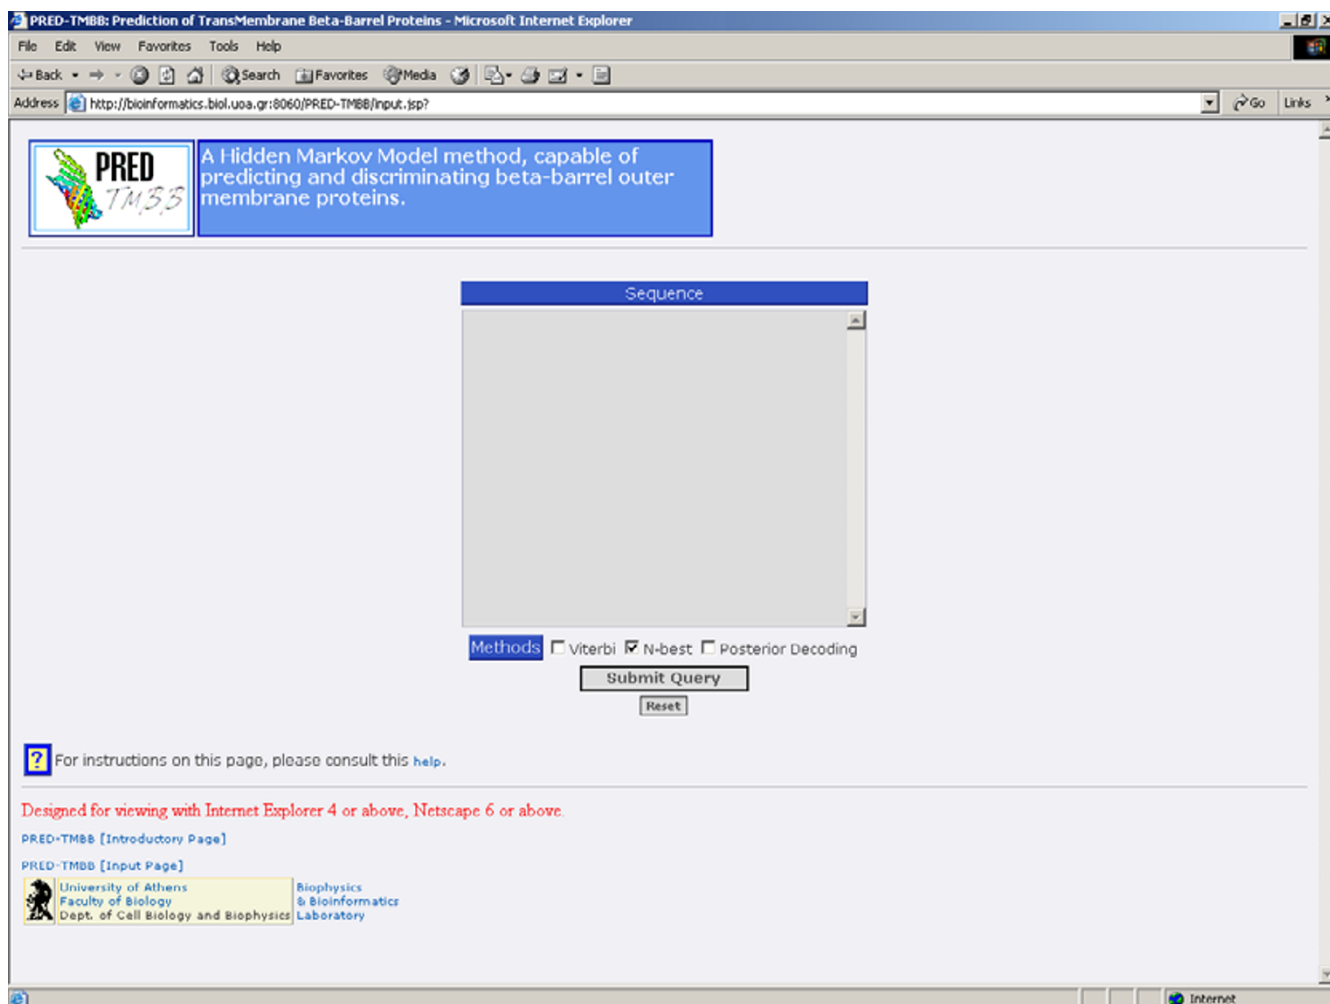 PRED-TMBB: Prediction of TransMembrane Beta-Barrel Proteins - Microsoft Internet Explorer
File Edit View Favorites Tools Help
Back Search Favorites Media
Address http://bioinformatics.biol.uoa.gr:8060/PRED-TMBB/input.jsp? Go Links
PRED
TMBB
A Hidden Markov Model method, capable of
predicting and discriminating beta-barrel outer
membrane proteins.
Sequence
Methods Viterbi N-best Posterior Decoding
Submit Query
Reset
? For instructions on this page, please consult this help.
Designed for viewing with Internet Explorer 4 or above, Netscape 6 or above.
PRED-TMBB [Introductory Page]
PRED-TMBB [Input Page]
University of Athens
Faculty of Biology
Dept. of Cell Biology and Biophysics
Biophysics
& Bioinformatics
Laboratory
Internet